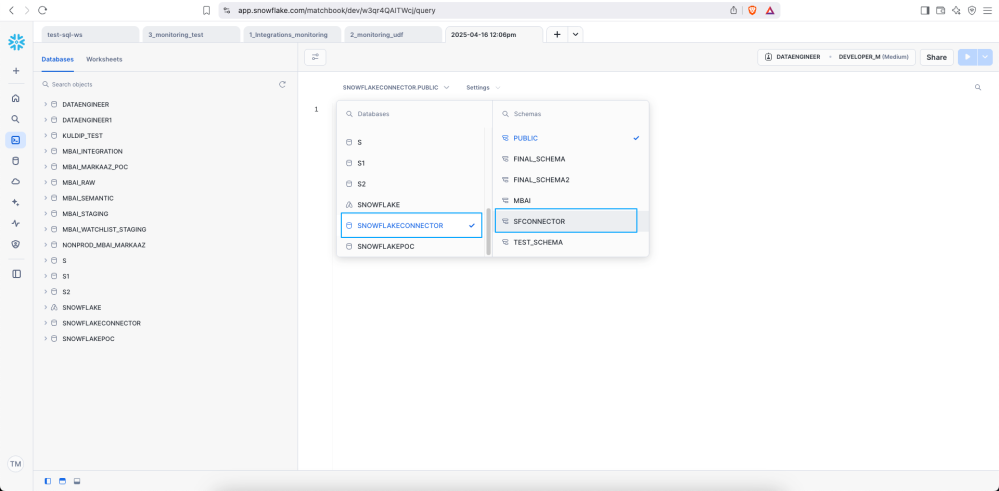 app.snowflake.com/matchbook/dev/w3qr4QAITWcj/query
test-sql-ws
3_monitoring_test
1_Integrations_monitoring
2_monitoring_udf
2025-04-16 12:06pm
Databases
Worksheets
DATAENGINEER
DEVELOPER_M (Medium)
Share
Search objects
SNOWFLAKECONNECTOR.PUBLIC
Settings
DATAENGINEER
DATAENGINEER1
KULDIP_TEST
MBAI_INTEGRATION
MBAI_MARKAAZ_POC
MBAI_RAW
MBAI_SEMANTIC
MBAI_STAGING
MBAI_WATCHLIST_STAGING
NONPROD_MBAI_MARKAAZ
S
S1
S2
SNOWFLAKE
SNOWFLAKECONNECTOR
SNOWFLAKEPOC
1
Databases
S
S1
S2
SNOWFLAKE
SNOWFLAKECONNECTOR
SNOWFLAKEPOC
Schemas
PUBLIC
FINAL_SCHEMA
FINAL_SCHEMA2
MBAI
SFCONNECTOR
TEST_SCHEMA
TM